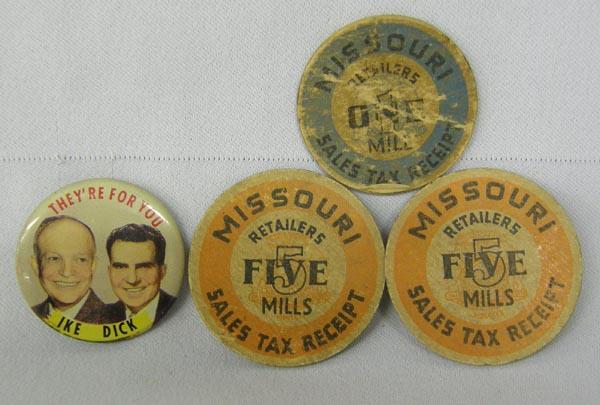 MISSOURI
RETAILERS
1
ONE
MILL
SALES TAX RECEIPT
THEY'RE FOR YOU
IKE DICK
MISSOURI
RETAILERS
5
FIVE
MILLS
SALES TAX RECEIPT
MISSOURI
RETAILERS
5
FIVE
MILLS
SALES TAX RECEIPT